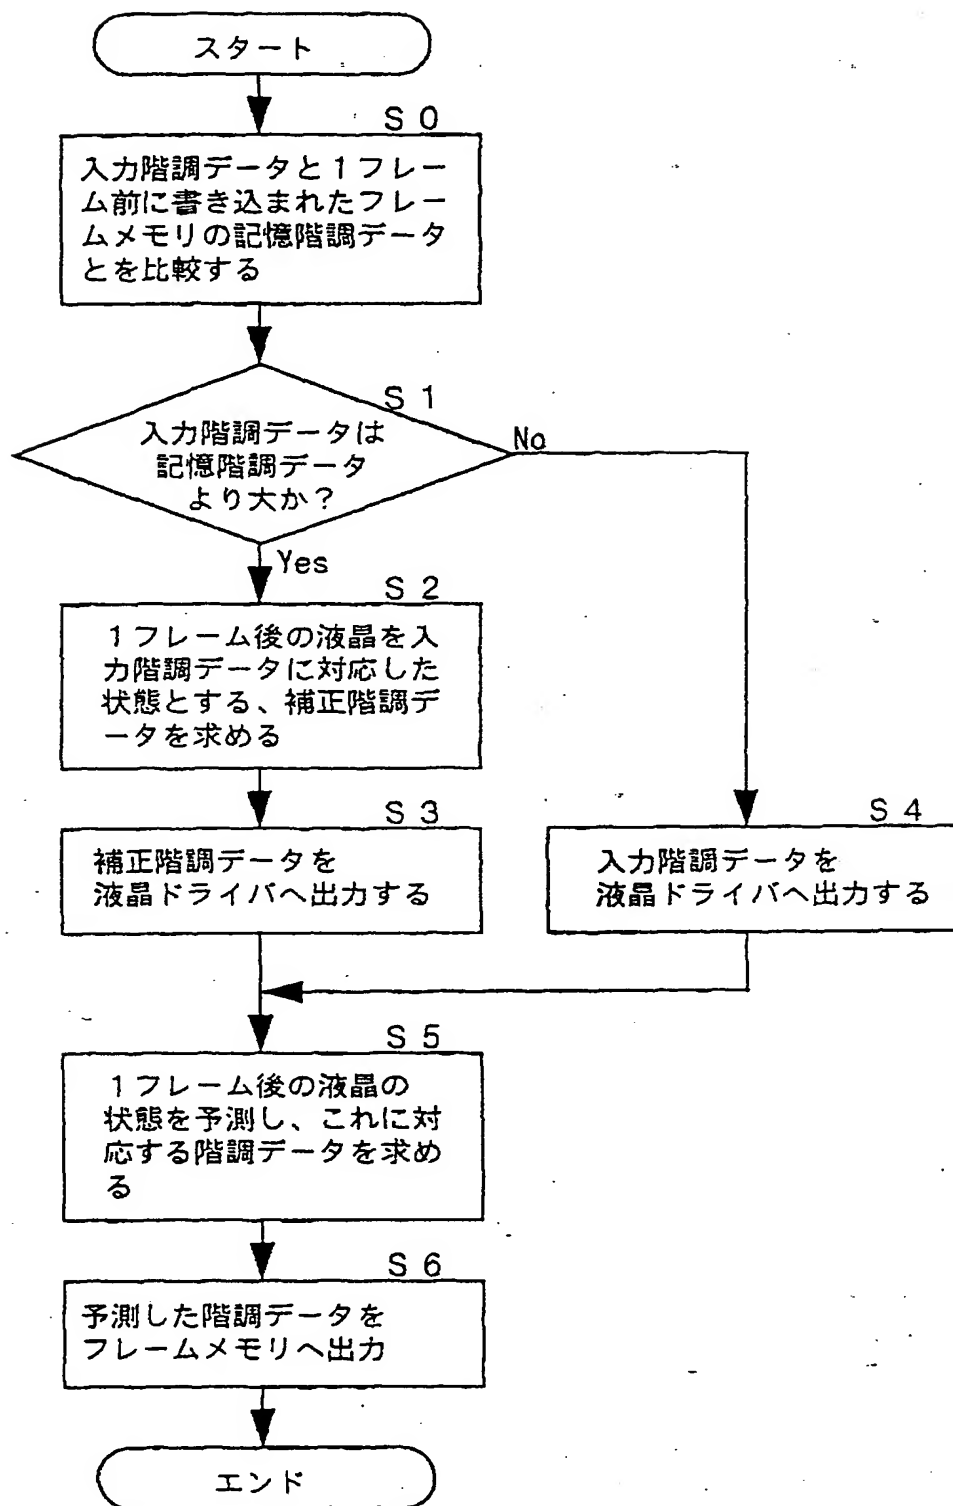 スタート
S0
入力階調データと1フレー
ム前に書き込まれたフレー
ムメモリの記憶階調データ
とを比較する
S1
入力階調データは
記憶階調データ
より大か?
No
Yes
S2
1フレーム後の液晶を入
力階調データに対応した
状態とする、補正階調デ
ータを求める
S3
補正階調データを
液晶ドライバへ出力する
S4
入力階調データを
液晶ドライバへ出力する
S5
1フレーム後の液晶の
状態を予測し、これに対
応する階調データを求め
る
S6
予測した階調データを
フレームメモリへ出力
エンド